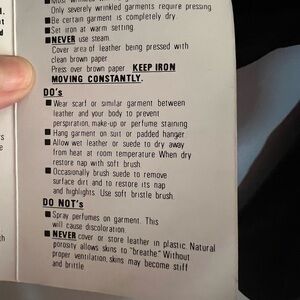 Only severely wrinkled garments require pressing.
■Be certain garment is completely dry.
■Set iron at warm setting.
■NEVER use steam.
Cover area of leather being pressed with
clean brown paper.
Press over brown paper. KEEP IRON
MOVING CONSTANTLY.
DO's
■ Wear scarf or similar garment between
leather and your body to prevent
perspiration, make-up or perfume staining
■ Hang garment on suit or padded hanger
■ Allow wet leather or suede to dry away
from heat at room temperature. When dry
restore nap with soft brush
■ Occasionally brush suede to remove
surface dirt and to restore its nap
and highlights. Use soft bristle brush.
DO NOT's
■ Spray perfumes on garment. This
will cause discoloration.
■ NEVER cover or store leather in plastic. Natural
porosity allows skins to "breathe." Without
proper ventilation, skins may become stiff
and brittle.